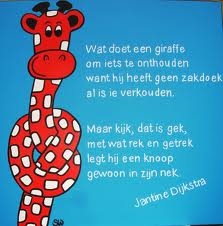 Wat doet een giraffe
om iets te onthouden
want hij heeft geen zakdoek
al is ie verkouden.
Maar kijk, dat is gek,
met wat rek en getrek
legt hij een knoop
gewoon in zijn nek.
Jantine Dijkstra
SW